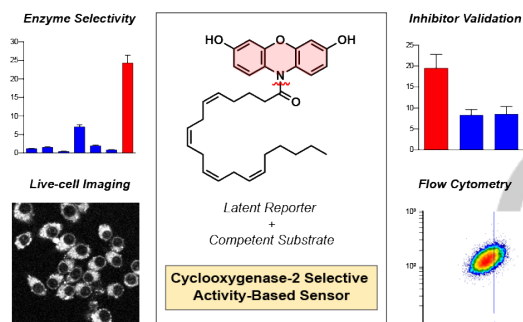 Enzyme Selectivity
30
25
20
15
10
5
0
Live-cell Imaging
HO
O
OH
N
O
Latent Reporter
+
Competent Substrate
Cyclooxygenase-2 Selective
Activity-Based Sensor
Inhibitor Validation
25
20
15
10
5
0
Flow Cytometry